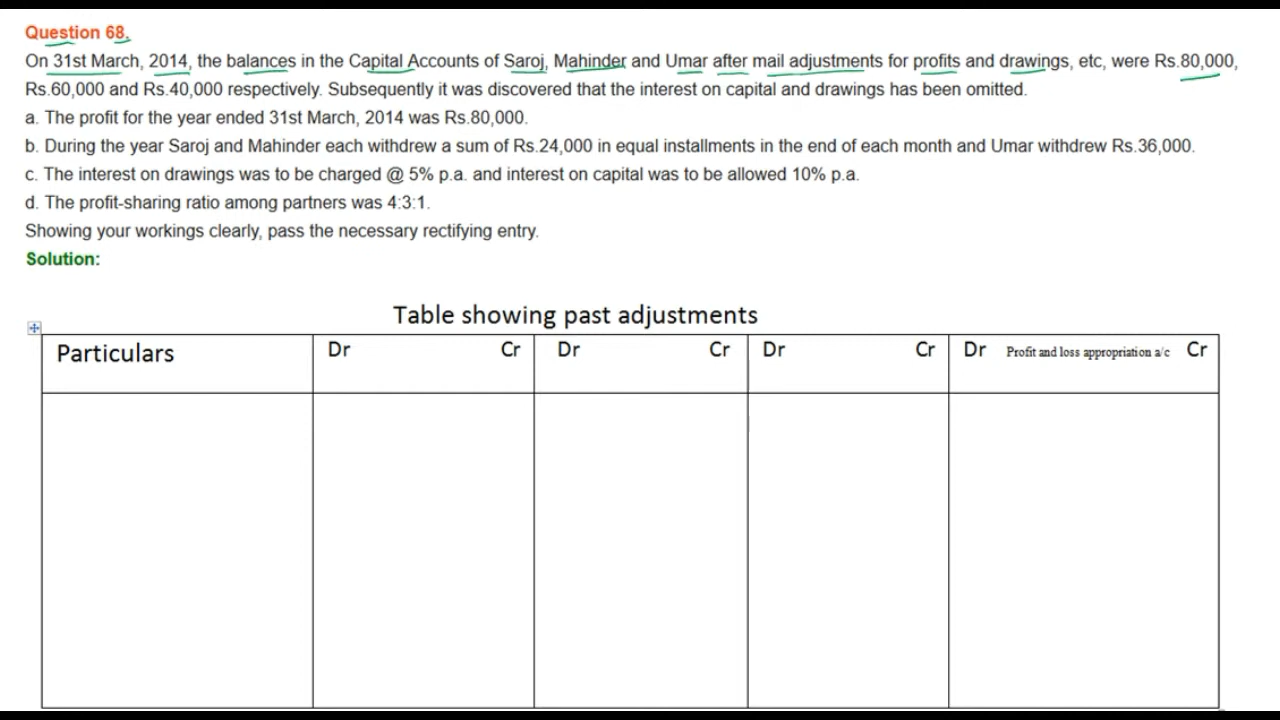 Question 68.
On 31st March, 2014, the balances in the Capital Accounts of Saroj, Mahinder and Umar after mail adjustments for profits and drawings, etc, were Rs.80,000,
Rs.60,000 and Rs.40,000 respectively. Subsequently it was discovered that the interest on capital and drawings has been omitted.
a. The profit for the year ended 31st March, 2014 was Rs.80,000.
b. During the year Saroj and Mahinder each withdrew a sum of Rs.24,000 in equal installments in the end of each month and Umar withdrew Rs.36,000.
c. The interest on drawings was to be charged @ 5% p.a. and interest on capital was to be allowed 10% p.a.
d. The profit-sharing ratio among partners was 4:3:1.
Showing your workings clearly, pass the necessary rectifying entry.
Solution:
Table showing past adjustments
Particulars Dr Cr Dr Cr Dr Cr Dr Profit and loss appropriation a/c Cr